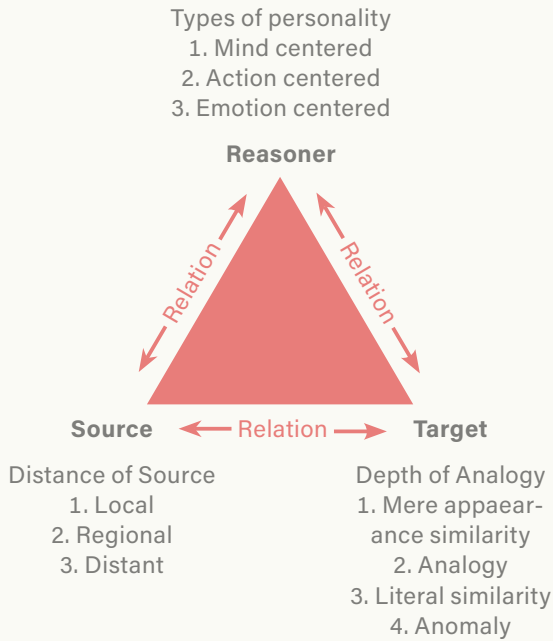 Types of personality
1. Mind centered
2. Action centered
3. Emotion centered
Reasoner
Relation
Relation
Source
Relation
Target
Distance of Source
1. Local
2. Regional
3. Distant
Depth of Analogy
1. Mere appaear-
ance similarity
2. Analogy
3. Literal similarity
4. Anomaly